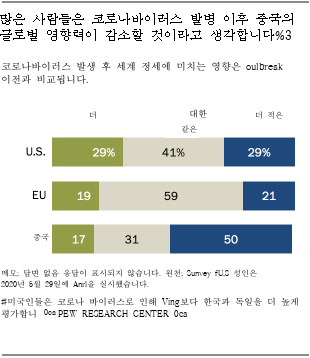 많은 사람들은 코로나바이러스 발병 이후 중국의
글로벌 영향력이 감소할 것이라고 생각합니다%3
코로나바이러스 발생 후 세계 정세에 미치는 영향은 oulbreak
이전과 비교됩니다.
더 대한 더 적은
같은
U.S. 29% 41% 29%
EU 19 59 21
중국 17 31 50
메모; 답변 없음 응답이 표시되지 않습니다. 원천; Sunvey fU,S 성인은
2020년 5월 29일에 Anrl을 실시했습니다.
#미국인들은 코로나 바이러스로 인해 Ving보다 한국과 독일을 더 높게
평가합니 0ca PEW RESEARCH CENTER 0ca